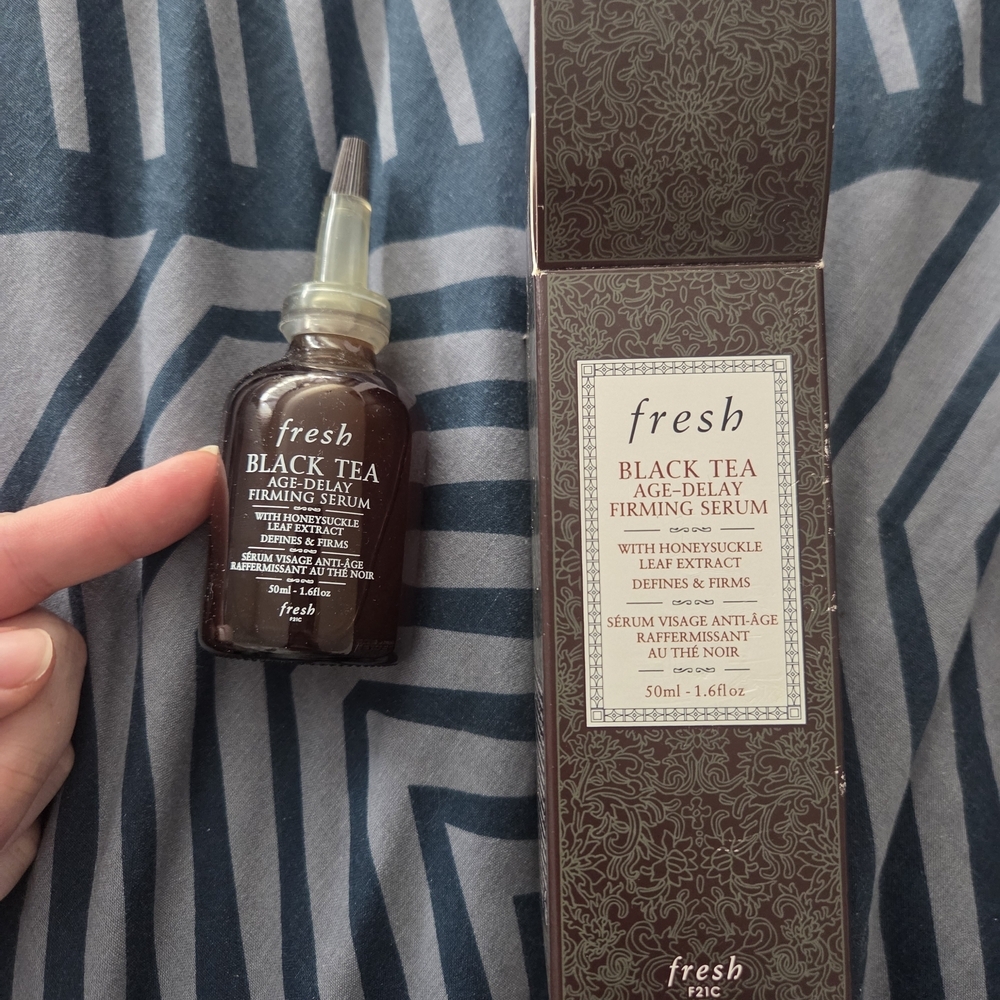 fresh
BLACK TEA
AGE-DELAY
FIRMING SERUM
WITH HONEYSUCKLE
LEAF EXTRACT
DEFINES & FIRMS
SÉRUM VISAGE ANTI-ÂGE
RAFFERMISSANT AU THÉ NOIR
50ml - 1.6fl oz
fresh
F21C
fresh
BLACK TEA
AGE-DELAY
FIRMING SERUM
WITH HONEYSUCKLE
LEAF EXTRACT
DEFINES & FIRMS
SÉRUM VISAGE ANTI-ÂGE
RAFFERMISSANT
AU THÉ NOIR
50ml - 1.6fl oz
fresh
F21C